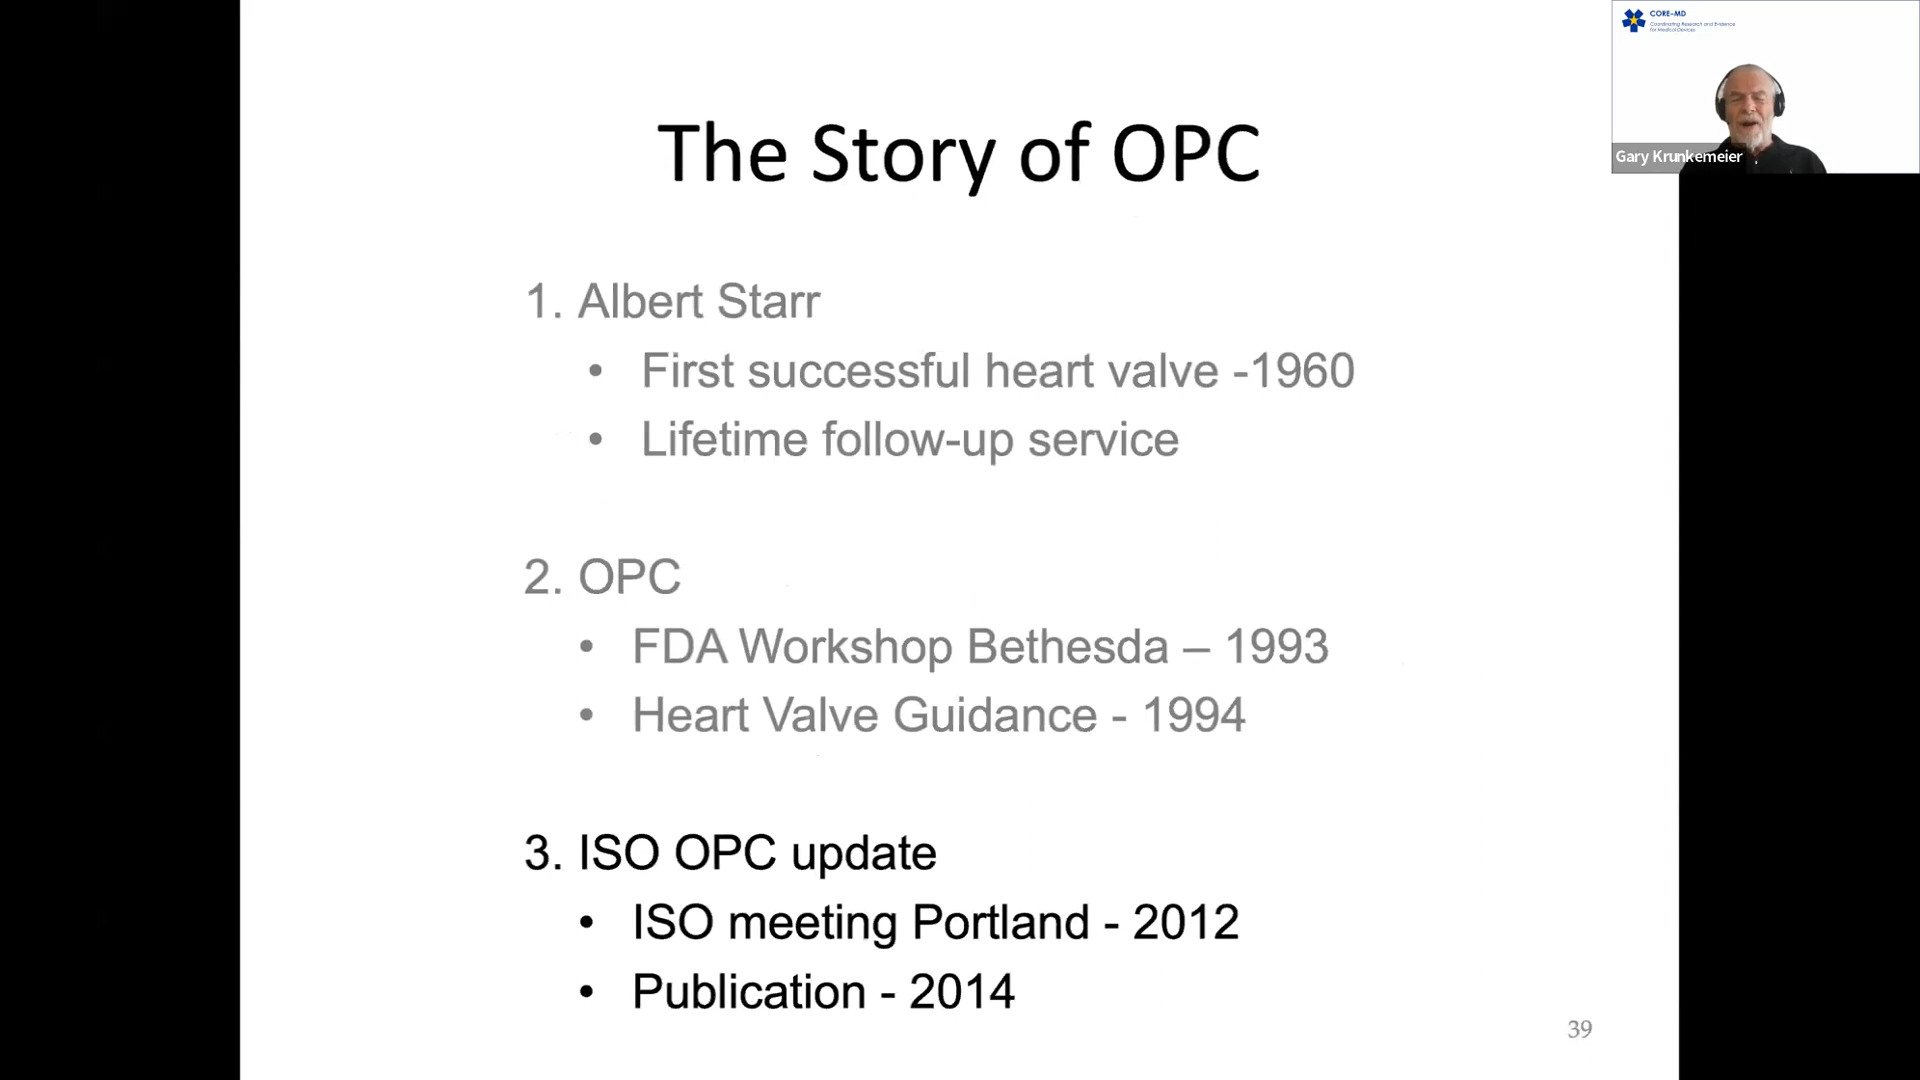 CORE-MD
Coordinating Research and Evidence
for Medical Devices
Gary Krunkemeier
The Story of OPC
1. Albert Starr
• First successful heart valve -1960
• Lifetime follow-up service
2. OPC
• FDA Workshop Bethesda – 1993
• Heart Valve Guidance - 1994
3. ISO OPC update
• ISO meeting Portland - 2012
• Publication - 2014
39